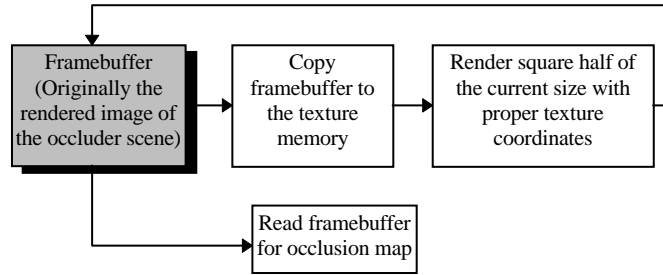 Framebuffer
(Originally the
rendered image of
the occluder scene)
Copy
framebuffer to
the texture
memory
Render square half of
the current size with
proper texture
coordinates
Read framebuffer
for occlusion map